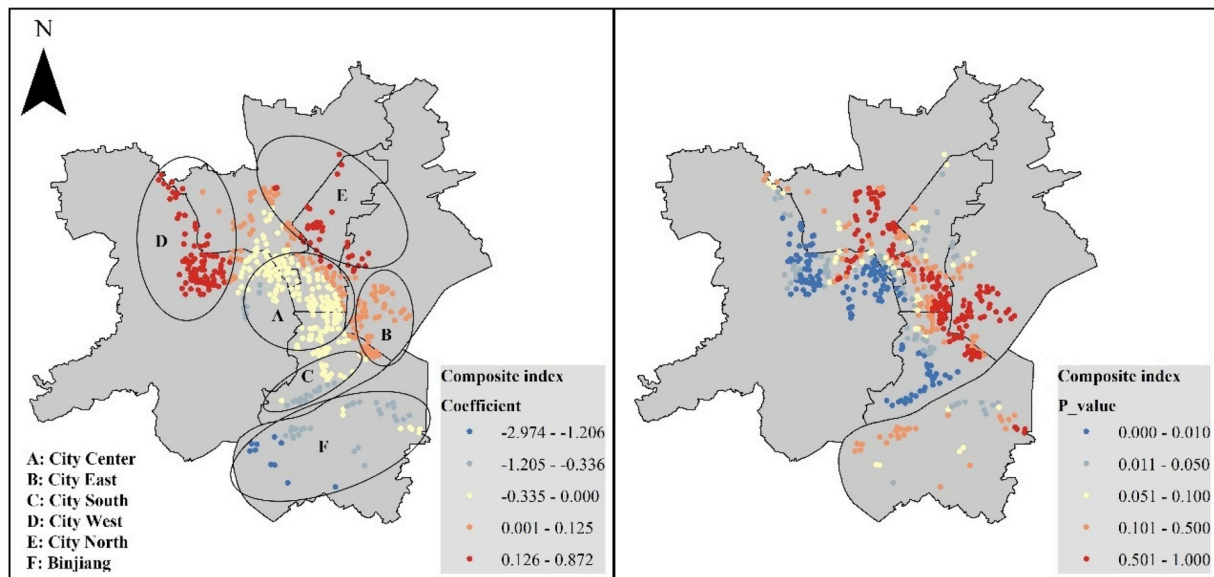 N
D
E
A
B
C
F
Composite index
Coefficient
-2.974 - -1.206
-1.205 - -0.336
-0.335 - 0.000
0.001 - 0.125
0.126 - 0.872
A: City Center
B: City East
C: City South
D: City West
E: City North
F: Binjiang
Composite index
P_value
0.000 - 0.010
0.011 - 0.050
0.051 - 0.100
0.101 - 0.500
0.501 - 1.000